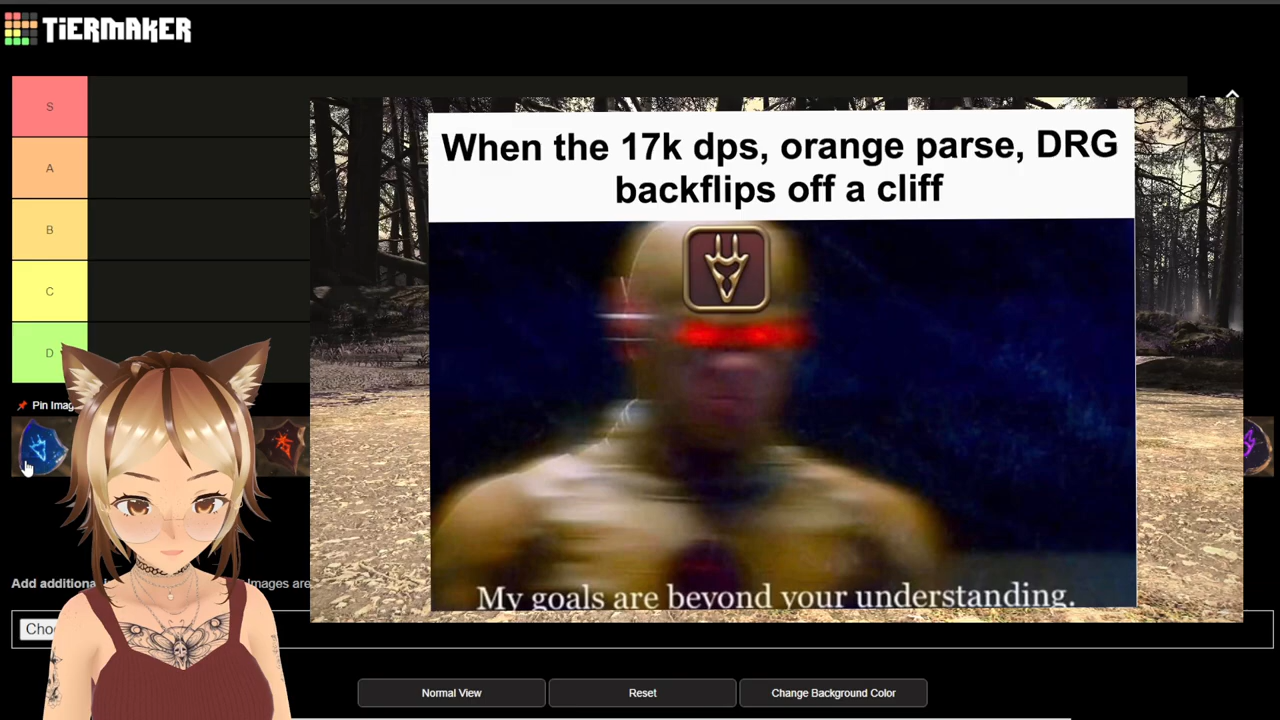 TiERMAKER
S
When the 17k dps, orange parse, DRG
backflips off a cliff
A
B
C
D
Pin Imag
My goals are beyond your understanding.
Add additiona
Images are
Cho
Normal View
Reset
Change Background Color